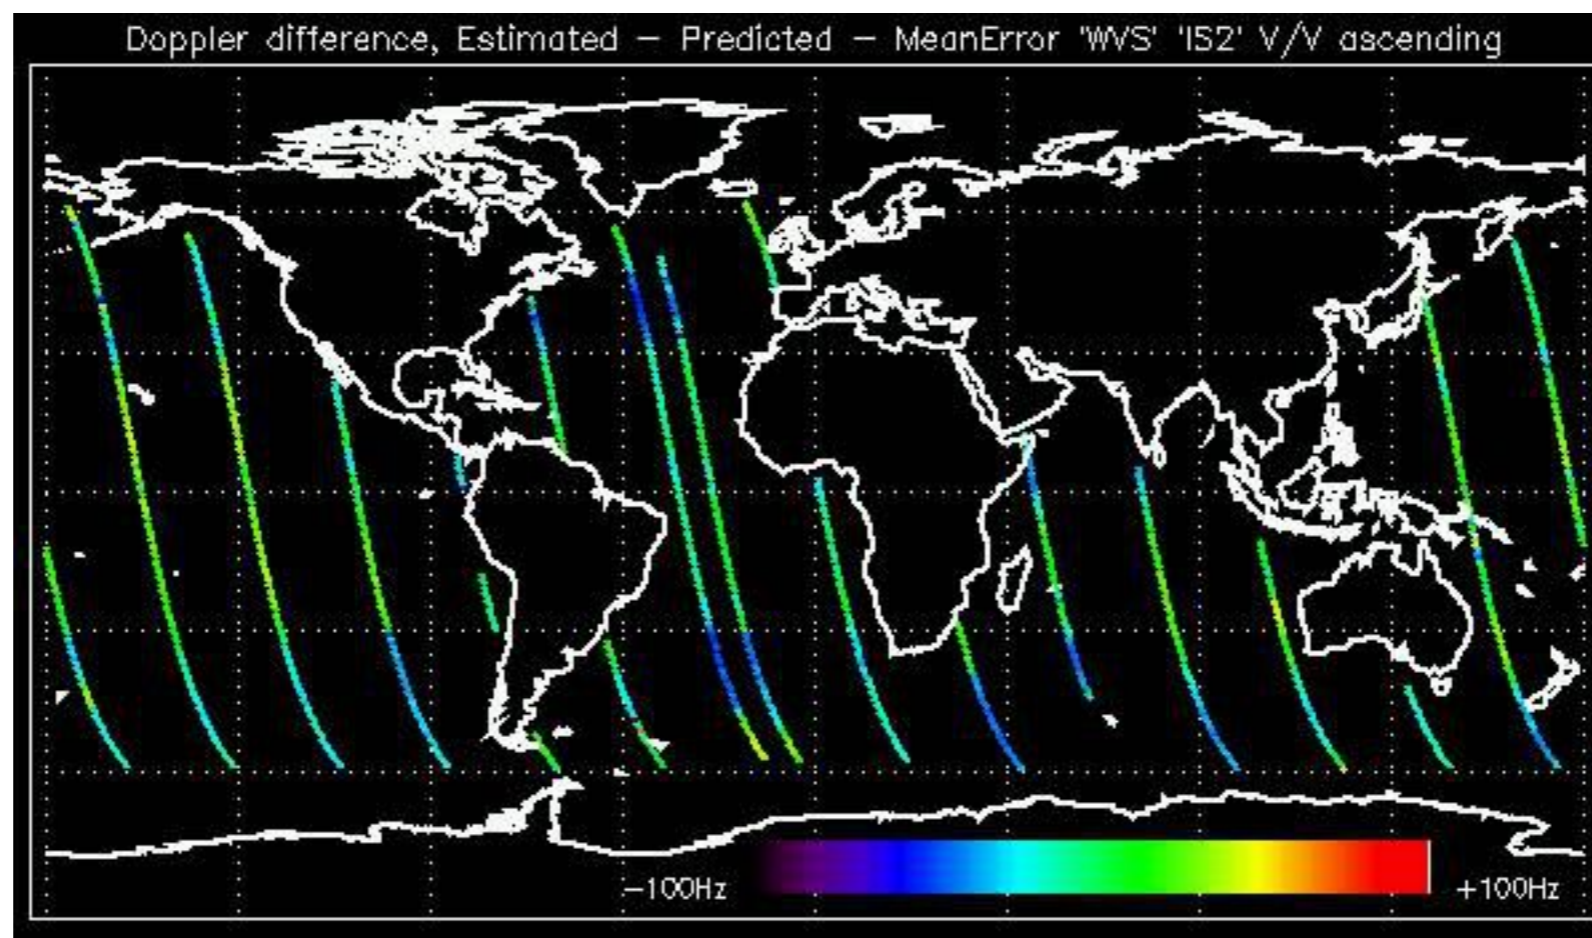 Doppler difference, Estimated − Predicted − MeanError 'WVS' 'IS2' V/V ascending
−100Hz +100Hz